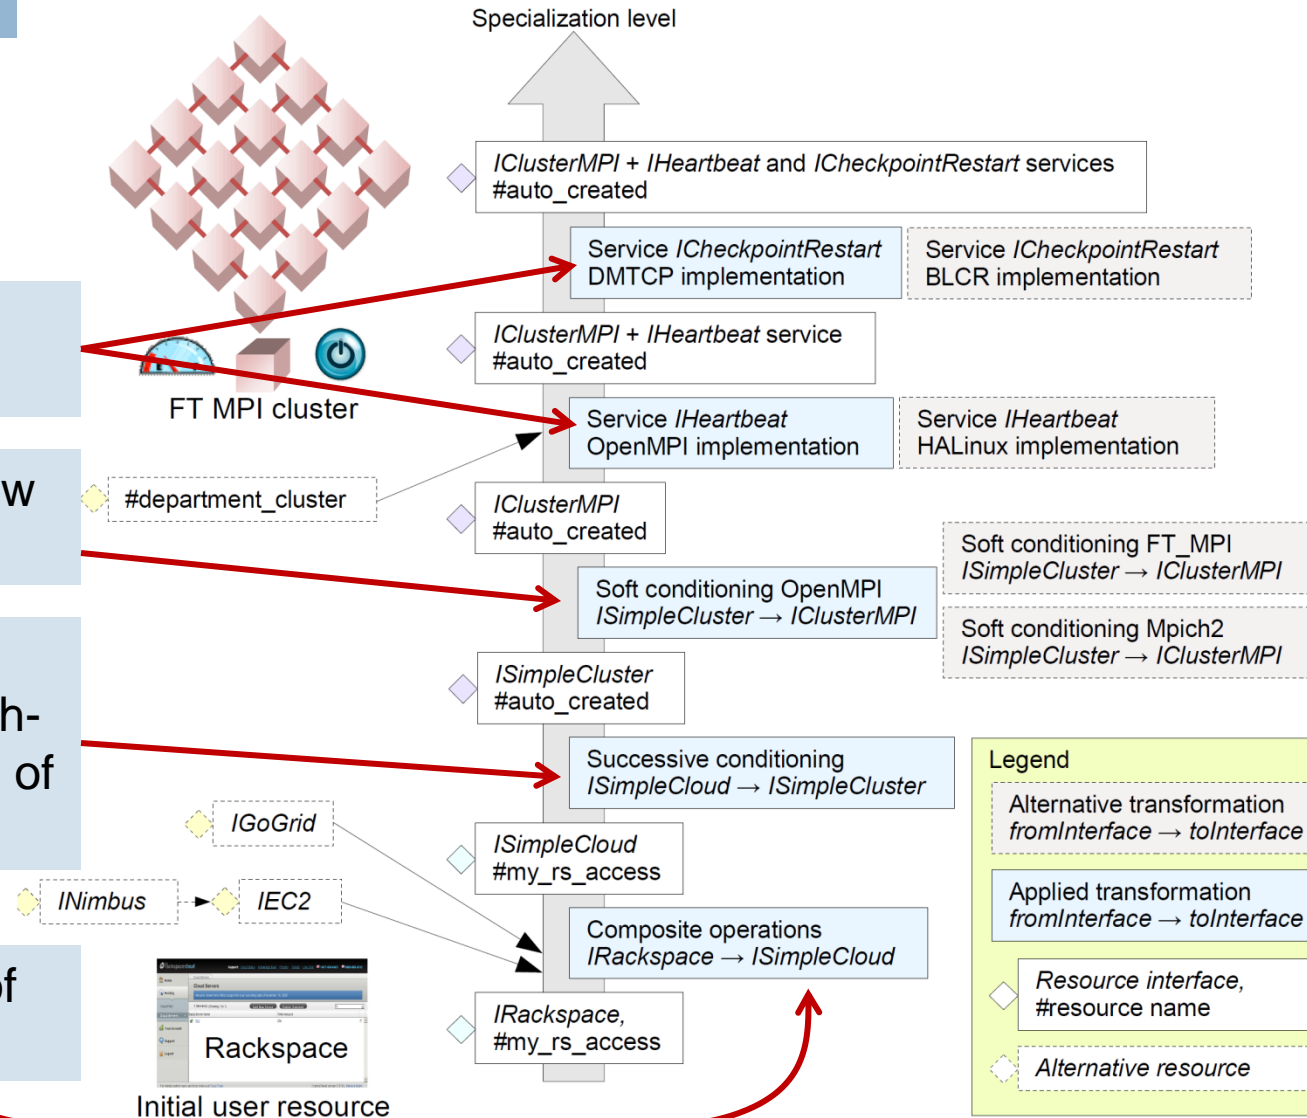 Specialization level
IClusterMPI + IHeartbeat and ICheckpointRestart services
#auto_created
Service ICheckpointRestart
DMTCP implementation
Service ICheckpointRestart
BLCR implementation
IClusterMPI + IHeartbeat service
#auto_created
FT MPI cluster
Service IHeartbeat
OpenMPI implementation
Service IHeartbeat
HALinux implementation
w
#department_cluster
IClusterMPI
#auto_created
Soft conditioning FT_MPI
ISimpleCluster → IClusterMPI
Soft conditioning OpenMPI
ISimpleCluster → IClusterMPI
Soft conditioning Mpich2
ISimpleCluster → IClusterMPI
ISimpleCluster
#auto_created
h-
of
Successive conditioning
ISimpleCloud → ISimpleCluster
IGoGrid
ISimpleCloud
#my_rs_access
INimbus
IEC2
Composite operations
IRackspace → ISimpleCloud
of
IRackspace,
#my_rs_access
Rackspace
Initial user resource
Legend
Alternative transformation
fromInterface → toInterface
Applied transformation
fromInterface → toInterface
Resource interface,
#resource name
Alternative resource